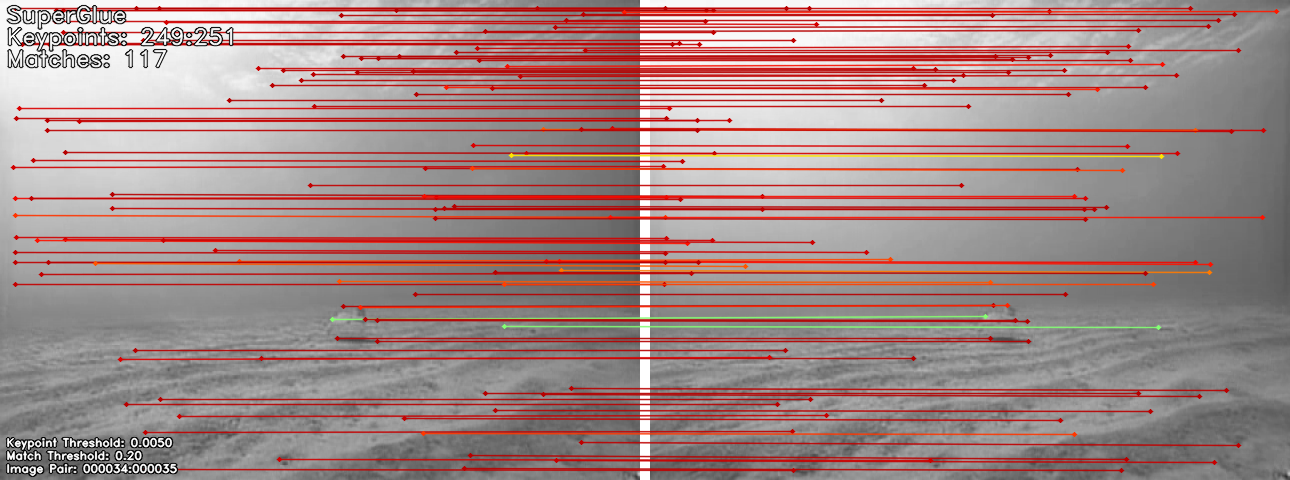 SuperGlue
Keypoints: 249:251
Matches: 117
Keypoint Threshold: 0.0050
Match Threshold: 0.20
Image Pair: 000034:000035